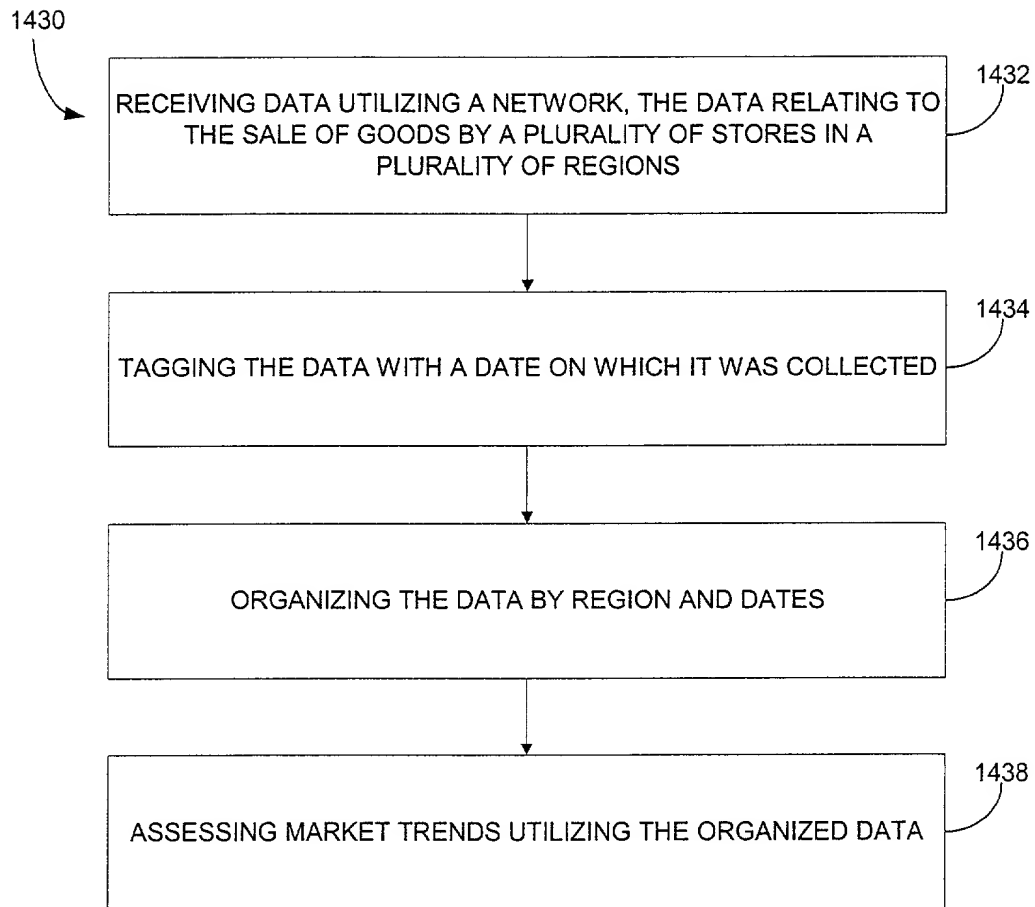 1430
1432
RECEIVING DATA UTILIZING A NETWORK, THE DATA RELATING TO
THE SALE OF GOODS BY A PLURALITY OF STORES IN A
PLURALITY OF REGIONS
1434
TAGGING THE DATA WITH A DATE ON WHICH IT WAS COLLECTED
1436
ORGANIZING THE DATA BY REGION AND DATES
1438
ASSESSING MARKET TRENDS UTILIZING THE ORGANIZED DATA